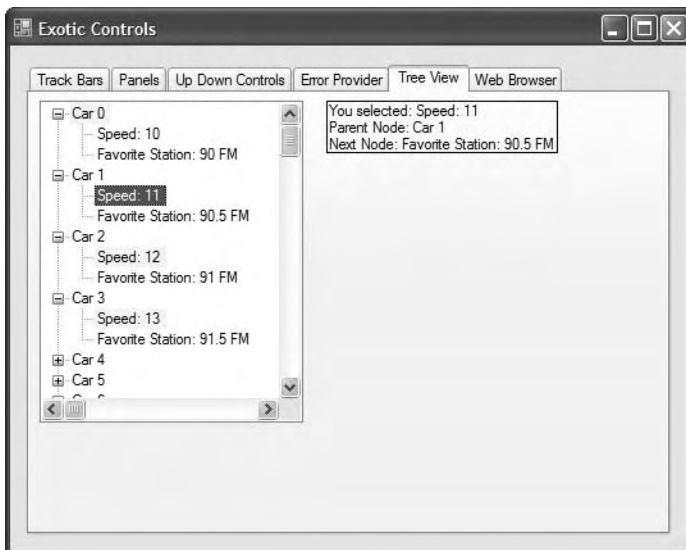 Exotic Controls
Track Bars Panels Up Down Controls Error Provider Tree View Web Browser
Car 0
Speed: 10
Favorite Station: 90 FM
Car 1
Speed: 11
Favorite Station: 90.5 FM
Car 2
Speed: 12
Favorite Station: 91 FM
Car 3
Speed: 13
Favorite Station: 91.5 FM
Car 4
Car 5
You selected: Speed: 11
Parent Node: Car 1
Next Node: Favorite Station: 90.5 FM